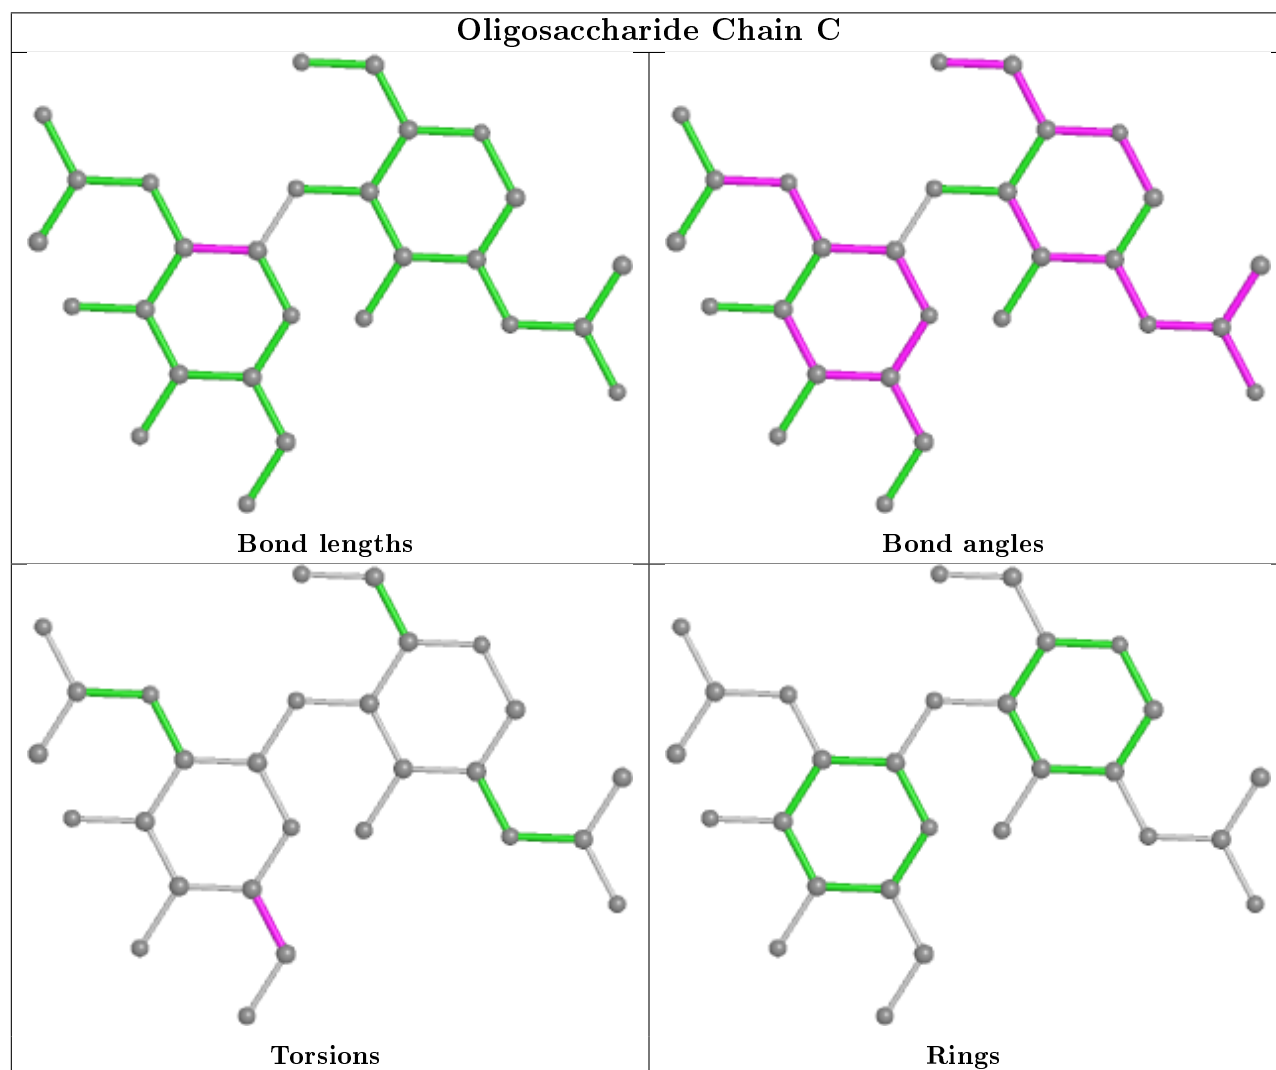 Oligosaccharide Chain C
Bond lengths
Bond angles
Torsions
Rings